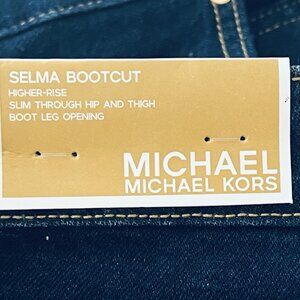 SELMA BOOTCUT
HIGHER-RISE
SLIM THROUGH HIP AND THIGH
BOOT LEG OPENING
MICHAEL
MICHAEL KORS